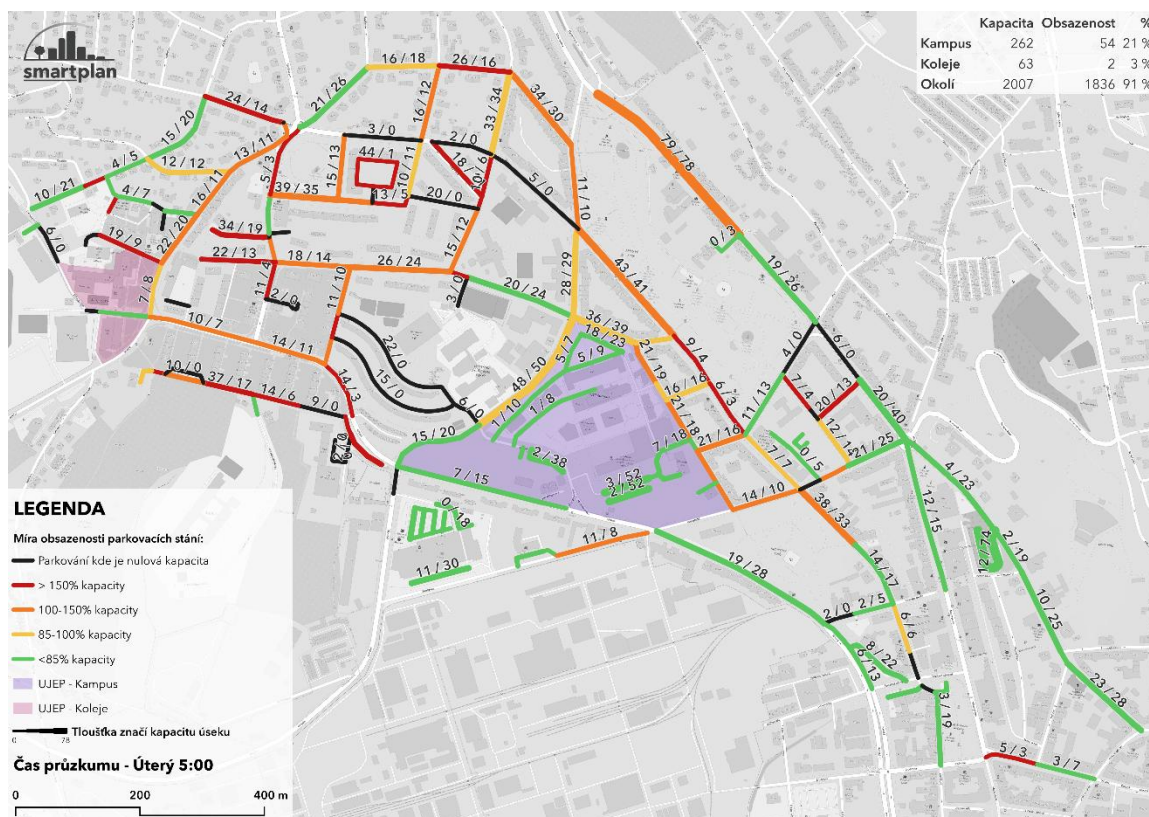 smartplan
Kapacita Obsazenost %
Kampus 262 54 21 %
Koleje 63 2 3 %
Okolí 2007 1836 91 %
16 / 18
26 / 16
21 / 26
34 / 30
24 / 14
16 / 12
33 / 34
79 / 78
15 / 20
3 / 0
2 / 0
13 / 11
44 / 1
15 / 13
10 / 11
18 / 1
10 / 6
4 / 5
12 / 12
5 / 3
5 / 0
10 / 21
4 / 7
16 / 11
39 / 35
13 / 5
20 / 0
11 / 10
6 / 0
19 / 9
22 / 20
34 / 19
15 / 12
0 / 3
22 / 13
18 / 14
26 / 24
43 / 41
19 / 26
7 / 8
11 / 4
2 / 0
11 / 10
3 / 0
20 / 24
28 / 29
10 / 7
14 / 11
22 / 0
36 / 39
18 / 23
5 / 7
5 / 9
21 / 19
9 / 4
4 / 0
6 / 0
10 / 0
37 / 17
14 / 6
9 / 0
14 / 3
15 / 0
6 / 0
48 / 50
1 / 10
1 / 8
16 / 16
6 / 3
21 / 18
11 / 13
7 / 4
20 / 13
20 / 40
15 / 20
2 / 38
7 / 18
21 / 16
7 / 7
0 / 5
12 / 14
21 / 25
7 / 15
3 / 52
2 / 52
14 / 10
38 / 33
4 / 23
0 / 18
11 / 30
11 / 8
19 / 28
14 / 17
12 / 15
12 / 74
2 / 19
2 / 0
2 / 5
6 / 6
10 / 25
8 / 22
6 / 13
3 / 19
23 / 28
5 / 3
3 / 7
LEGENDA
Míra obsazenosti parkovacích stání:
Parkování kde je nulová kapacita
> 150% kapacity
100-150% kapacity
85-100% kapacity
<85% kapacity
UJEP - Kampus
UJEP - Koleje
Tloušťka značí kapacitu úseku
0 78
Čas průzkumu - Úterý 5:00
0 200 400 m